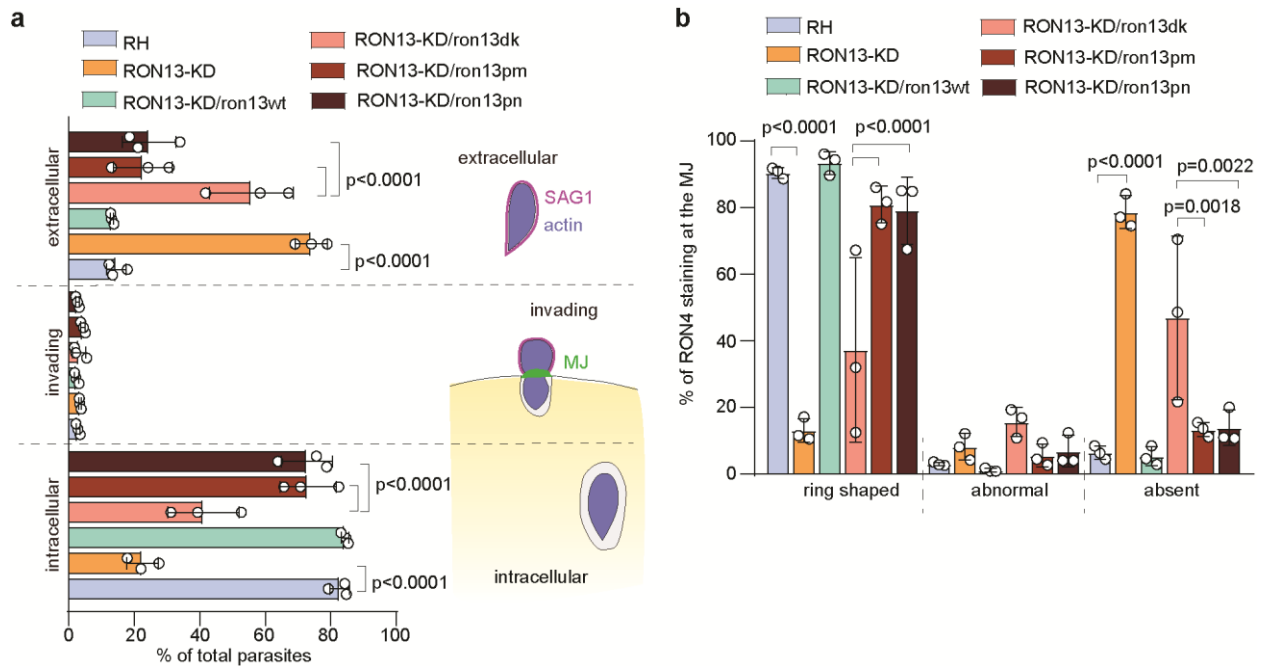 a
RH
RON13-KD
RON13-KD/ron13wt
RON13-KD/ron13dk
RON13-KD/ron13pm
RON13-KD/ron13pn
extracellular
p<0.0001
p<0.0001
extracellular
SAG1
actin
invading
invading
MJ
intracellular
p<0.0001
p<0.0001
intracellular
0 20 40 60 80 100
% of total parasites
b
RH
RON13-KD
RON13-KD/ron13wt
RON13-KD/ron13dk
RON13-KD/ron13pm
RON13-KD/ron13pn
% of RON4 staining at the MJ
100
80
60
40
20
0
p<0.0001
p<0.0001
p<0.0001
p=0.0022
p=0.0018
ring shaped abnormal absent